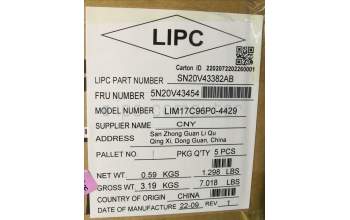 LIPC
Carton ID 2202072202260001
LIPC PART NUMBER SN20V43382AB
FRU NUMBER 5N20V43454
MODEL NUMBER LIM17C96P0-4429
SUPPLIER NAME CNY
ADDRESS San Zhong Guan Li Qu
Qing Xi, Dong Guan, China
PALLET NO PKG Q'TY 5 PCS
NET WT. 0.59 KGS 1.298 LBS
GROSS WT. 3.19 KGS 7.018 LBS
COUNTRY OF ORIGIN CHINA
DATE OF MANUFACTURE 22-09 REV 1